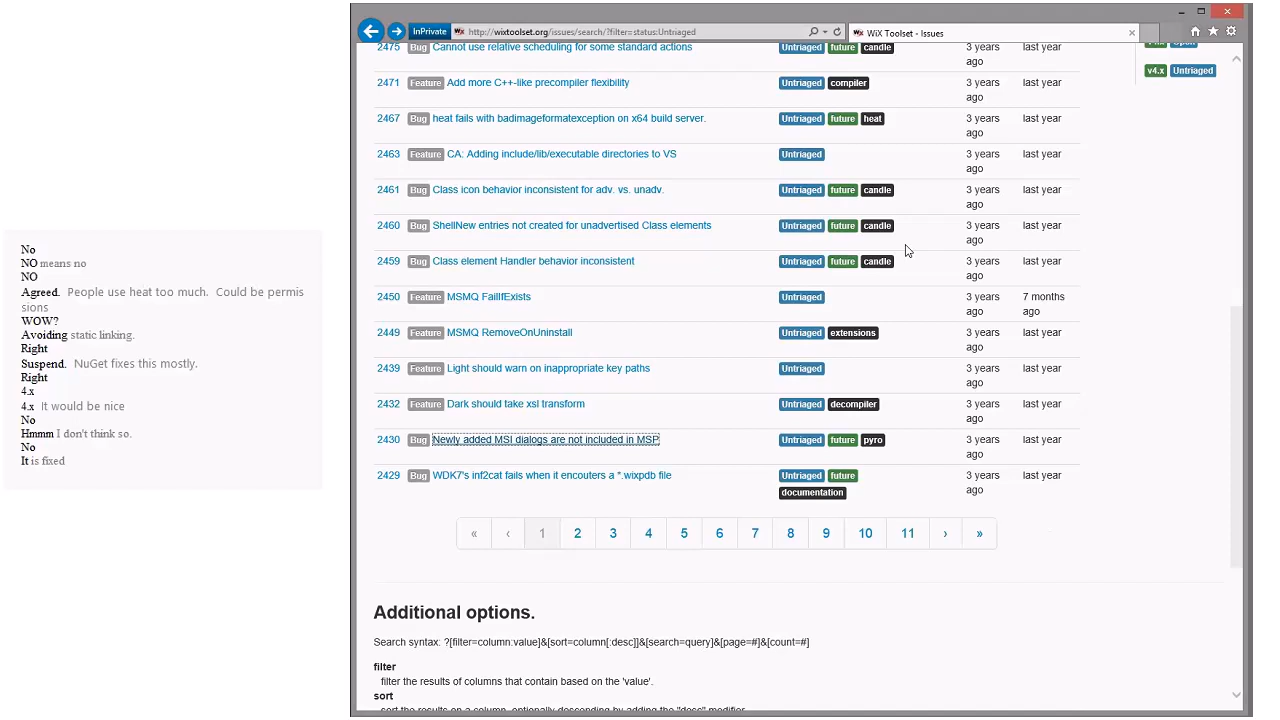 No
NO means no
NO
Agreed. People use heat too much. Could be permis
sions
WOW?
Avoiding static linking.
Right
Suspend. NuGet fixes this mostly.
Right
4.x
4.x It would be nice
No
Hmmm I don't think so.
No
It is fixed
InPrivate http://wixtoolset.org/issues/search/?filter=status:Untriaged WiX Toolset - Issues
2475 Bug Cannot use relative scheduling for some standard actions Untriaged future candle 3 years ago last year
v4.x Untriaged
2471 Feature Add more C++-like precompiler flexibility Untriaged compiler 3 years ago last year
2467 Bug heat fails with badimageformatexception on x64 build server. Untriaged future heat 3 years ago last year
2463 Feature CA: Adding include/lib/executable directories to VS Untriaged 3 years ago last year
2461 Bug Class icon behavior inconsistent for adv. vs. unadv. Untriaged future candle 3 years ago last year
2460 Bug ShellNew entries not created for unadvertised Class elements Untriaged future candle 3 years ago last year
2459 Bug Class element Handler behavior inconsistent Untriaged future candle 3 years ago last year
2450 Feature MSMQ FailIfExists Untriaged 3 years ago 7 months ago
2449 Feature MSMQ RemoveOnUninstall Untriaged extensions 3 years ago last year
2439 Feature Light should warn on inappropriate key paths Untriaged 3 years ago last year
2432 Feature Dark should take xsl transform Untriaged decompiler 3 years ago last year
2430 Bug Newly added MSI dialogs are not included in MSP Untriaged future pyro 3 years ago last year
2429 Bug WDK7's inf2cat fails when it encouters a *.wixpdb file Untriaged future documentation 3 years ago last year
« ‹ 1 2 3 4 5 6 7 8 9 10 11 › »
Additional options.
Search syntax: ?[filter=column:value]&[sort=column[:desc]]&[search=query]&[page=#]&[count=#]
filter
filter the results of columns that contain based on the 'value'.
sort
sort the results on a column, optionally descending by adding the "desc" modifier.